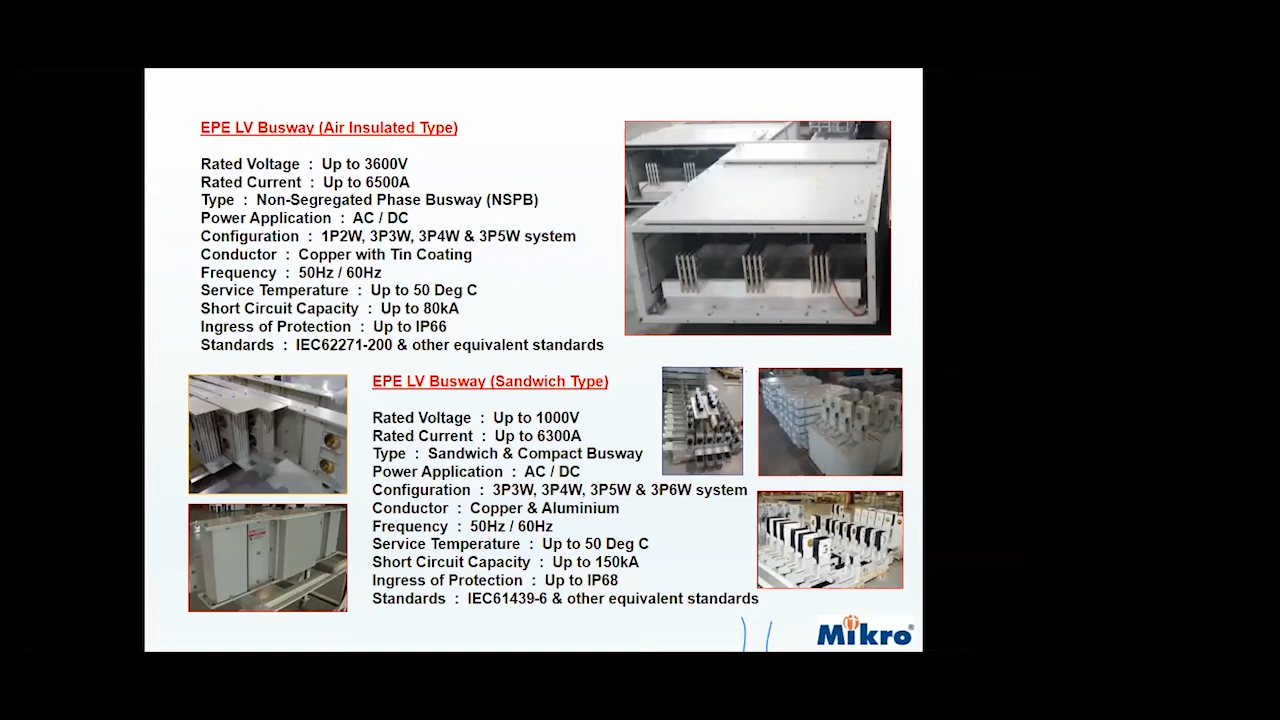 EPE LV Busway (Air Insulated Type)
Rated Voltage : Up to 3600V
Rated Current : Up to 6500A
Type : Non-Segregated Phase Busway (NSPB)
Power Application : AC / DC
Configuration : 1P2W, 3P3W, 3P4W & 3P5W system
Conductor : Copper with Tin Coating
Frequency : 50Hz / 60Hz
Service Temperature : Up to 50 Deg C
Short Circuit Capacity : Up to 80kA
Ingress of Protection : Up to IP66
Standards : IEC62271-200 & other equivalent standards
EPE LV Busway (Sandwich Type)
Rated Voltage : Up to 1000V
Rated Current : Up to 6300A
Type : Sandwich & Compact Busway
Power Application : AC / DC
Configuration : 3P3W, 3P4W, 3P5W & 3P6W system
Conductor : Copper & Aluminium
Frequency : 50Hz / 60Hz
Service Temperature : Up to 50 Deg C
Short Circuit Capacity : Up to 150kA
Ingress of Protection : Up to IP68
Standards : IEC61439-6 & other equivalent standards
Mikro®